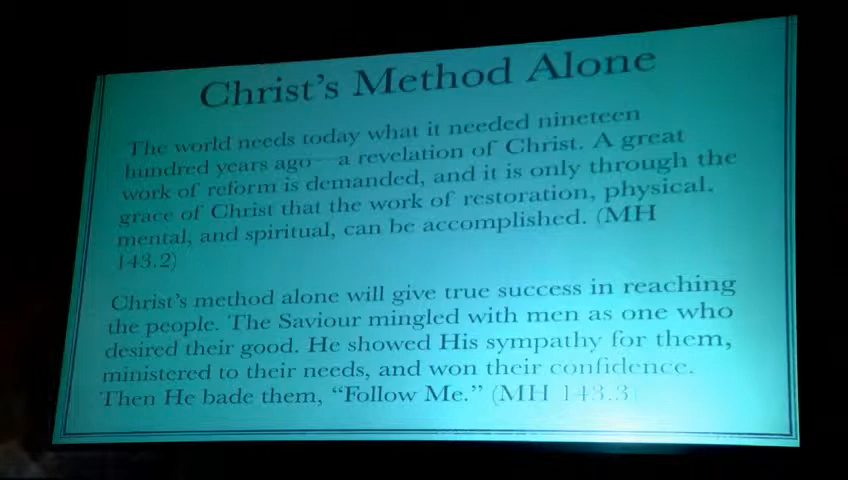 Christ's Method Alone
The world needs today what it needed nineteen
hundred years ago—a revelation of Christ. A great
work of reform is demanded, and it is only through the
grace of Christ that the work of restoration, physical,
mental, and spiritual, can be accomplished. (MH
143.2)
Christ's method alone will give true success in reaching
the people. The Saviour mingled with men as one who
desired their good. He showed His sympathy for them,
ministered to their needs, and won their confidence.
Then He bade them, “Follow Me.” (MH 143.3)